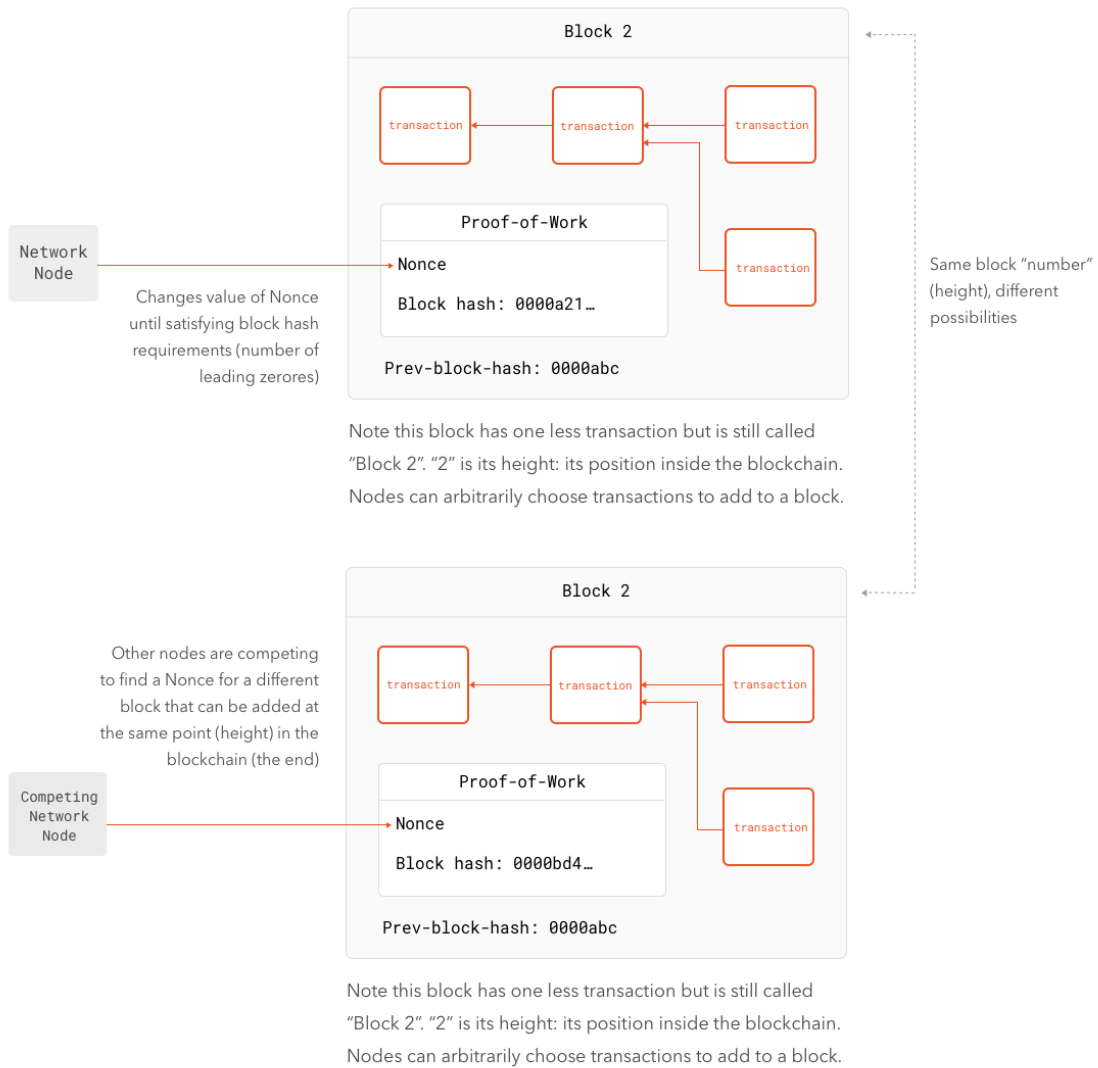 Block 2
transaction
transaction
transaction
Proof-of-Work
Network
Node
Nonce
transaction
Same block “number”
(height), different
possibilities
Changes value of Nonce
until satisfying block hash
requirements (number of
leading zerores)
Block hash: 0000a21…
Prev-block-hash: 0000abc
Note this block has one less transaction but is still called
“Block 2”. “2” is its height: its position inside the blockchain.
Nodes can arbitrarily choose transactions to add to a block.
Block 2
Other nodes are competing
to find a Nonce for a different
block that can be added at
the same point (height) in the
blockchain (the end)
transaction
transaction
transaction
Proof-of-Work
Competing
Network
Node
Nonce
transaction
Block hash: 0000bd4…
Prev-block-hash: 0000abc
Note this block has one less transaction but is still called
“Block 2”. “2” is its height: its position inside the blockchain.
Nodes can arbitrarily choose transactions to add to a block.